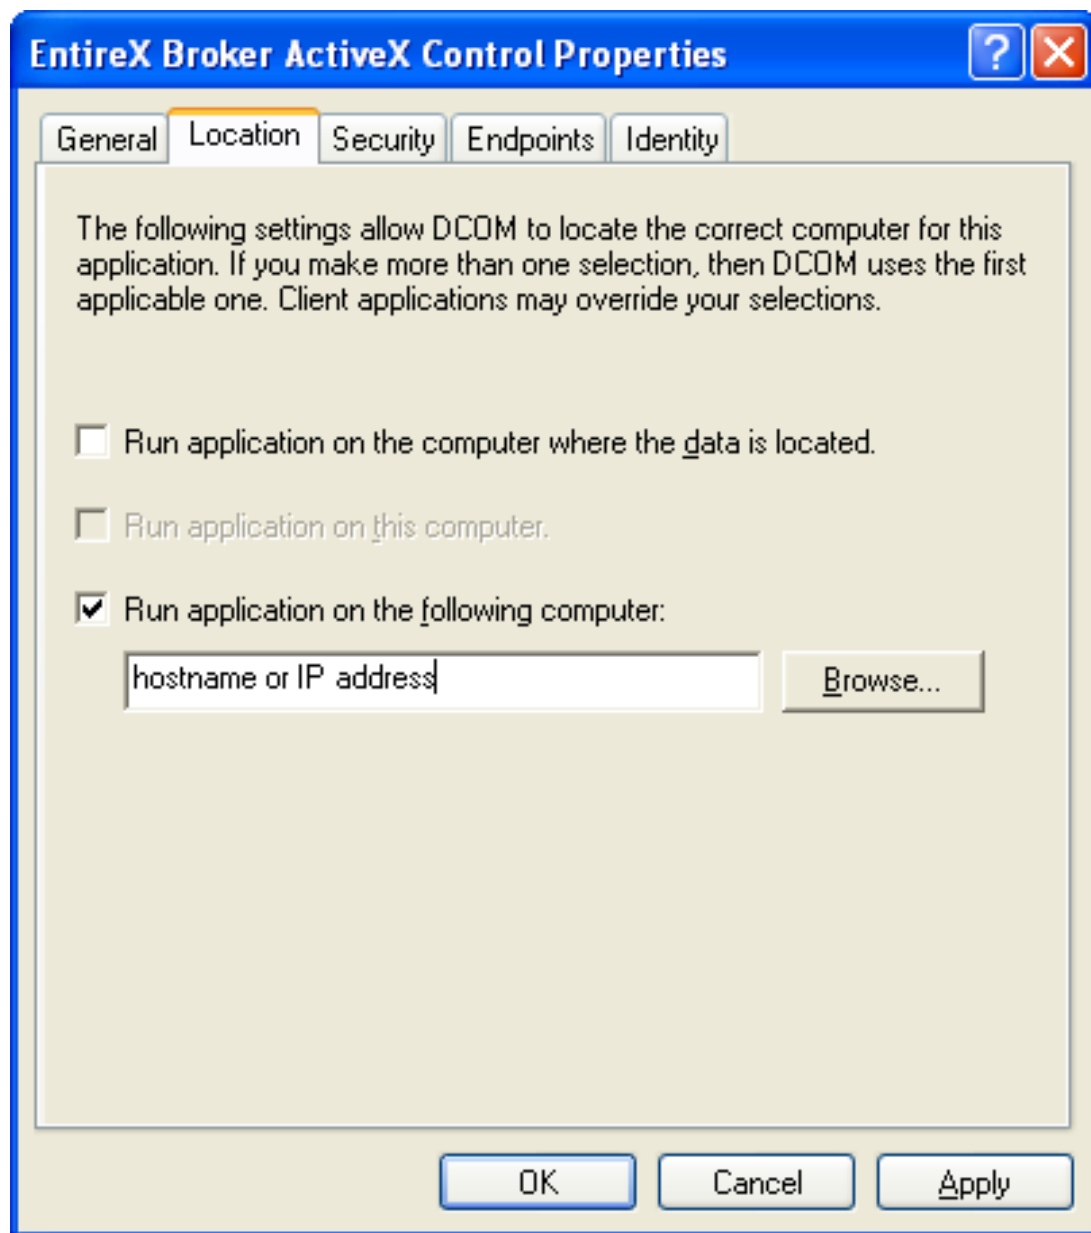 EntireX Broker ActiveX Control Properties
General Location Security Endpoints Identity
The following settings allow DCOM to locate the correct computer for this
application. If you make more than one selection, then DCOM uses the first
applicable one. Client applications may override your selections.
Run application on the computer where the data is located.
Run application on this computer.
Run application on the following computer:
hostname or IP address
Browse...
OK Cancel Apply